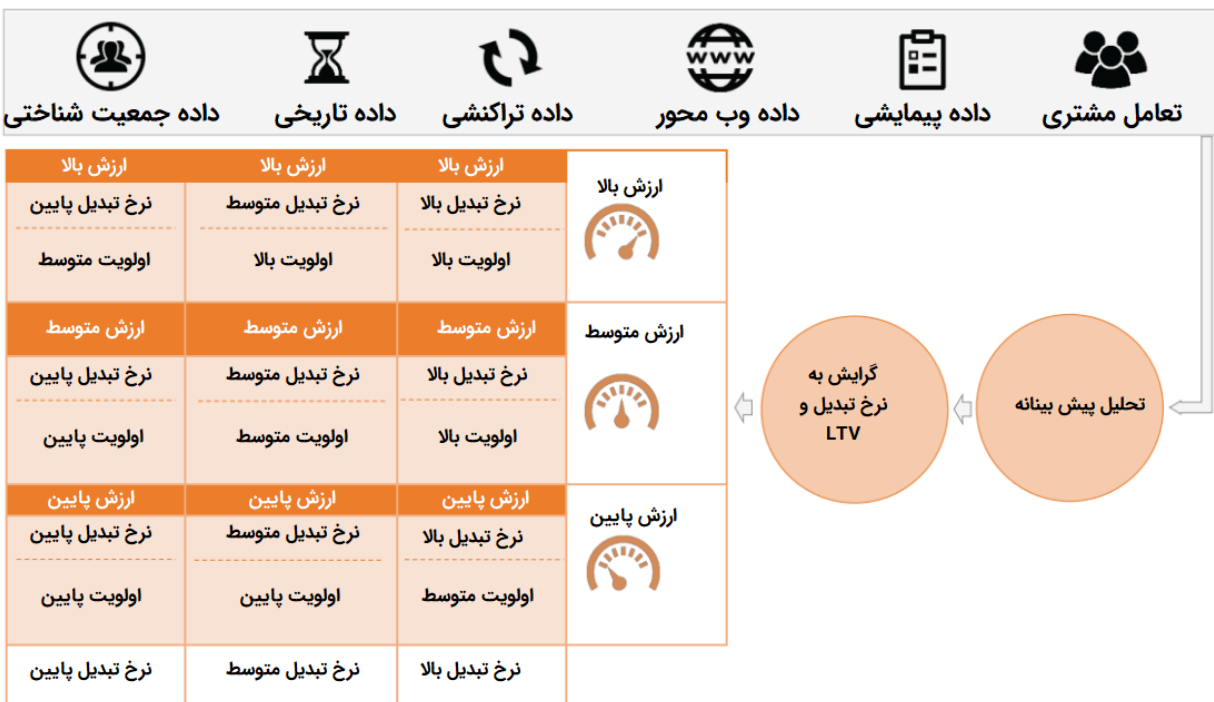 تعامل مشتری
داده پیمایشی
داده وب محور
www
داده تراکنشی
داده تاریخی
داده جمعیت شناختی
تحلیل پیش بینانه
گرایش به
نرخ تبدیل و
LTV
ارزش بالا
ارزش بالا
نرخ تبدیل بالا
اولویت بالا
ارزش بالا
نرخ تبدیل متوسط
اولویت بالا
ارزش بالا
نرخ تبدیل پایین
اولویت متوسط
ارزش متوسط
ارزش متوسط
نرخ تبدیل بالا
اولویت بالا
ارزش متوسط
نرخ تبدیل متوسط
اولویت متوسط
ارزش متوسط
نرخ تبدیل پایین
اولویت پایین
ارزش پایین
ارزش پایین
نرخ تبدیل بالا
اولویت متوسط
ارزش پایین
نرخ تبدیل متوسط
اولویت پایین
ارزش پایین
نرخ تبدیل پایین
اولویت پایین
نرخ تبدیل بالا
نرخ تبدیل متوسط
نرخ تبدیل پایین